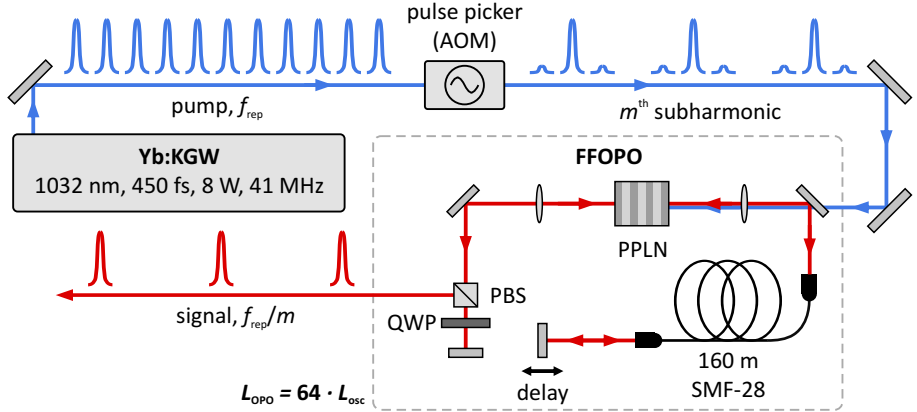 pulse picker
(AOM)
pump, f_rep
m^th subharmonic
Yb:KGW
1032 nm, 450 fs, 8 W, 41 MHz
FFOPO
PPLN
PBS
signal, f_rep/m
QWP
160 m
SMF-28
delay
L_OPO = 64 · L_osc